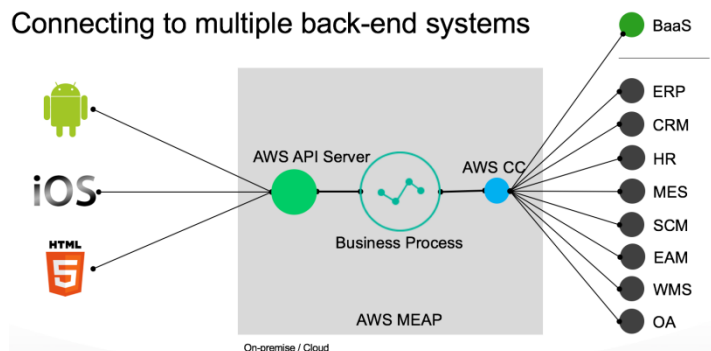 Connecting to multiple back-end systems
BaaS
ERP
CRM
HR
MES
SCM
EAM
WMS
OA
iOS
HTML
5
AWS API Server
Business Process
AWS CC
AWS MEAP
On-premise / Cloud